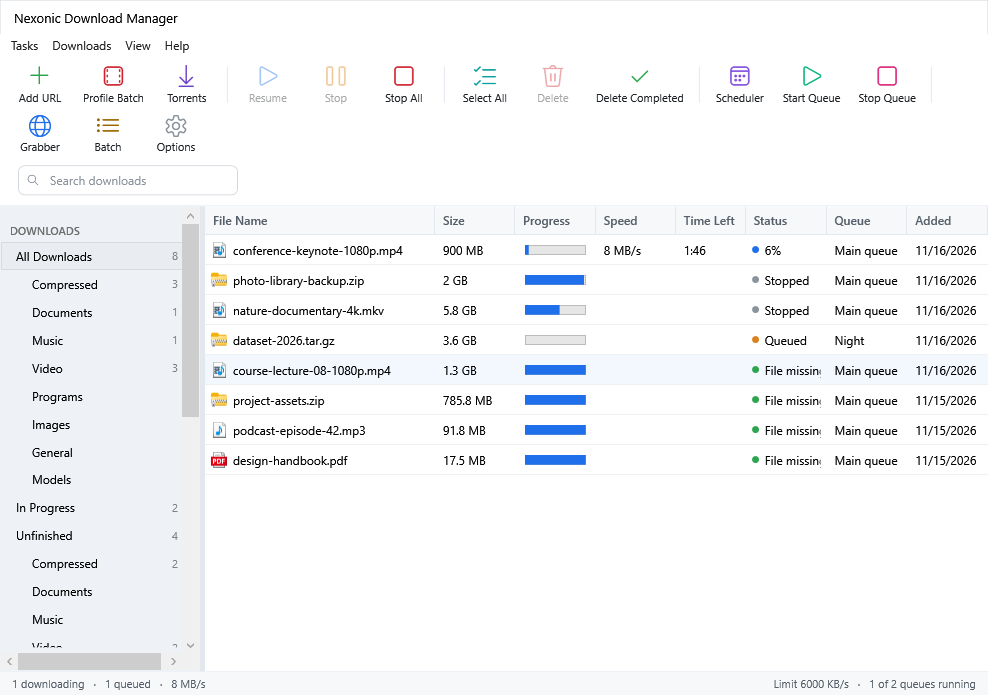 Nexonic Download Manager
Tasks Downloads View Help
Add URL Profile Batch Torrents Resume Stop Stop All Select All Delete Delete Completed Scheduler Start Queue Stop Queue
Grabber Batch Options
Search downloads
DOWNLOADS
All Downloads 8
Compressed 3
Documents 1
Music 1
Video 3
Programs
Images
General
Models
In Progress 2
Unfinished 4
Compressed 2
Documents
Music
Video 2
File Name Size Progress Speed Time Left Status Queue Added
conference-keynote-1080p.mp4 900 MB 8 MB/s 1:46 6% Main queue 11/16/2026
photo-library-backup.zip 2 GB Stopped Main queue 11/16/2026
nature-documentary-4k.mkv 5.8 GB Stopped Main queue 11/16/2026
dataset-2026.tar.gz 3.6 GB Queued Night 11/16/2026
course-lecture-08-1080p.mp4 1.3 GB File missing Main queue 11/16/2026
project-assets.zip 785.8 MB File missing Main queue 11/15/2026
podcast-episode-42.mp3 91.8 MB File missing Main queue 11/15/2026
PDF design-handbook.pdf 17.5 MB File missing Main queue 11/15/2026
1 downloading · 1 queued · 8 MB/s Limit 6000 KB/s · 1 of 2 queues running